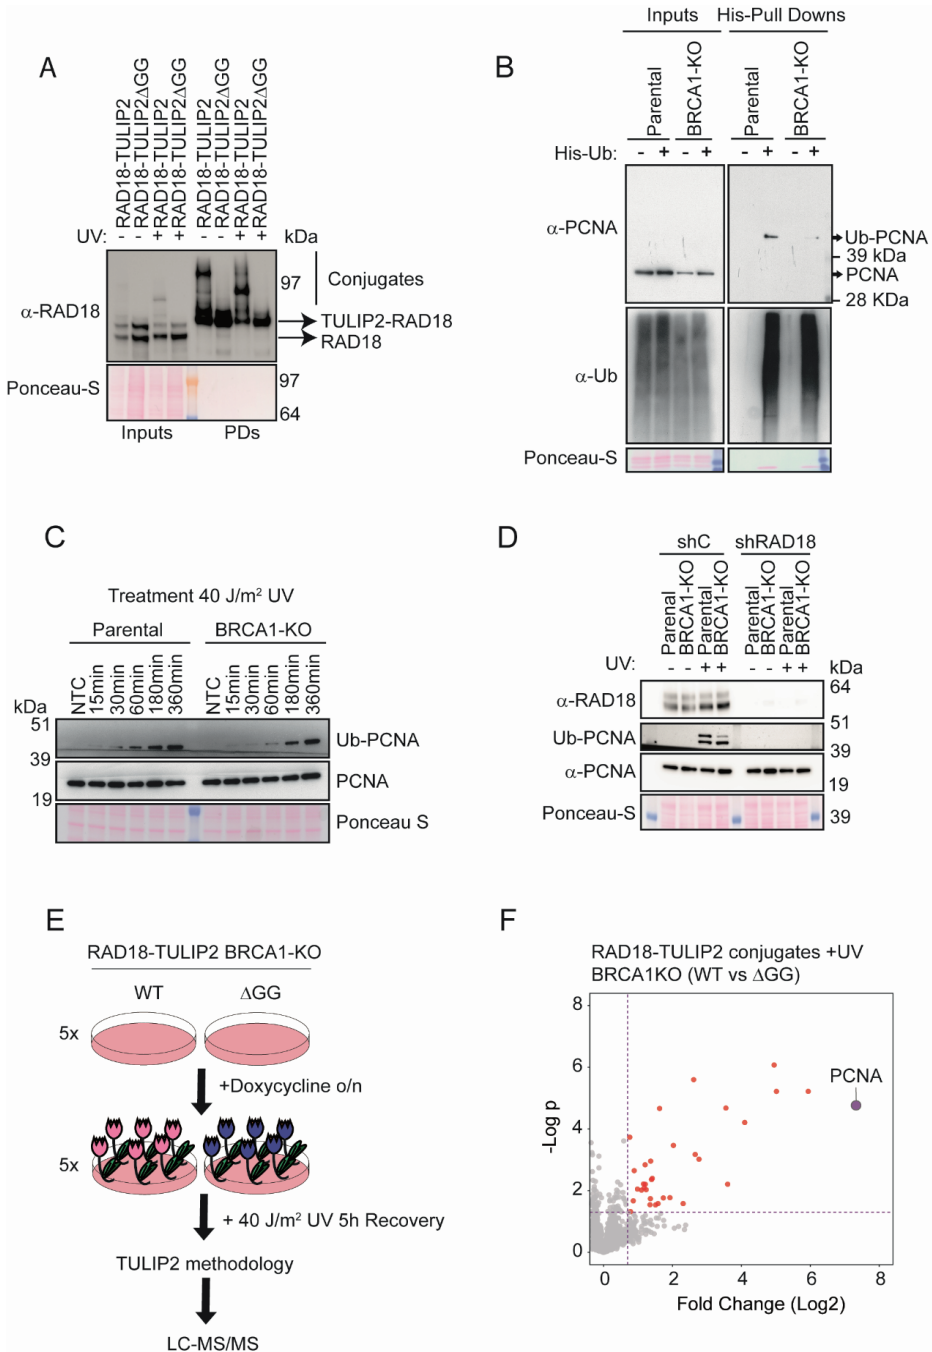 A
RAD18-TULIP2
RAD18-TULIP2ΔGG
RAD18-TULIP2
RAD18-TULIP2ΔGG
RAD18-TULIP2
RAD18-TULIP2ΔGG
RAD18-TULIP2
RAD18-TULIP2ΔGG
UV: - - + + - - + + kDa
97
Conjugates
α-RAD18
TULIP2-RAD18
RAD18
Ponceau-S
97
64
Inputs PDs
B
Inputs His-Pull Downs
Parental
BRCA1-KO
Parental
BRCA1-KO
His-Ub: - + - + - + - +
α-PCNA
Ub-PCNA
39 kDa
PCNA
28 KDa
α-Ub
Ponceau-S
C
Treatment 40 J/m² UV
Parental BRCA1-KO
NTC
15min
30min
60min
180min
360min
NTC
15min
30min
60min
180min
360min
kDa
51
Ub-PCNA
39
PCNA
19
Ponceau S
D
shC shRAD18
Parenal
BRCA1-KO
Parental
BRCA1-KO
Parental
BRCA1-KO
Parental
BRCA1-KO
UV: - - + + - - + + kDa
α-RAD18
64
51
Ub-PCNA
39
α-PCNA
19
Ponceau-S
39
E
RAD18-TULIP2 BRCA1-KO
WT ΔGG
5x
+Doxycycline o/n
5x
+ 40 J/m² UV 5h Recovery
TULIP2 methodology
LC-MS/MS
F
RAD18-TULIP2 conjugates +UV
BRCA1KO (WT vs ΔGG)
8
6
PCNA
4
2
0
-Log p
0 2 4 6 8
Fold Change (Log2)